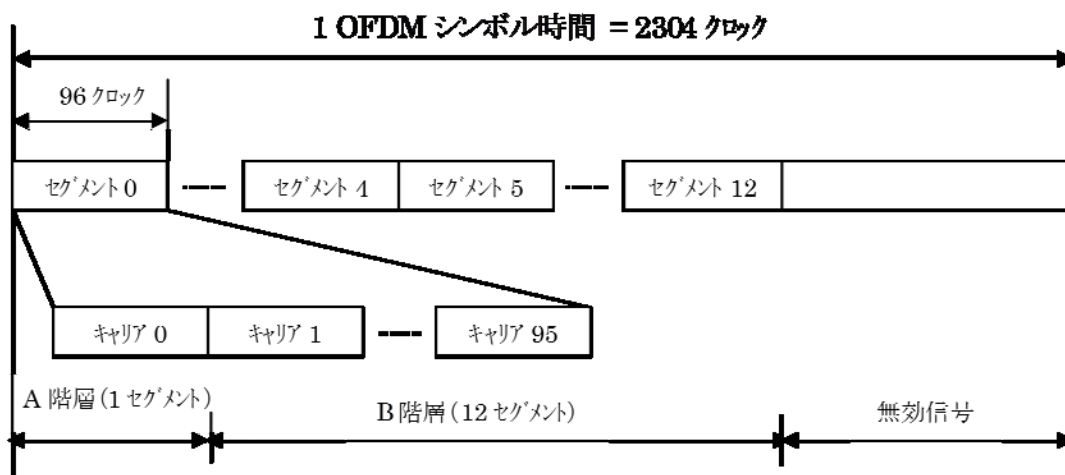 1 OFDM シンボル時間 = 2304 クロック
96 クロック
セグメント 0
セグメント 4
セグメント 5
セグメント 12
キャリア 0
キャリア 1
キャリア 95
A 階層 (1 セグメント)
B 階層 (12 セグメント)
無効信号